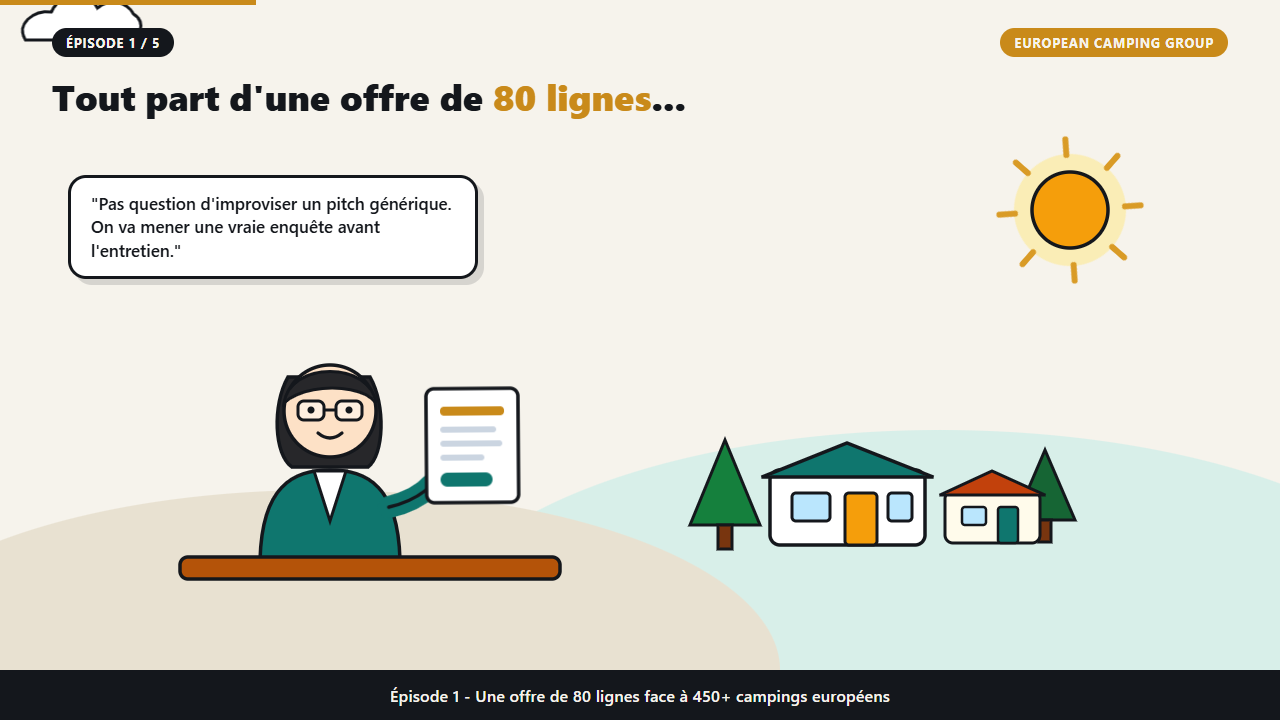 ÉPISODE 1 / 5
EUROPEAN CAMPING GROUP
Tout part d'une offre de 80 lignes...
"Pas question d'improviser un pitch générique.
On va mener une vraie enquête avant
l'entretien."
Épisode 1 - Une offre de 80 lignes face à 450+ campings européens